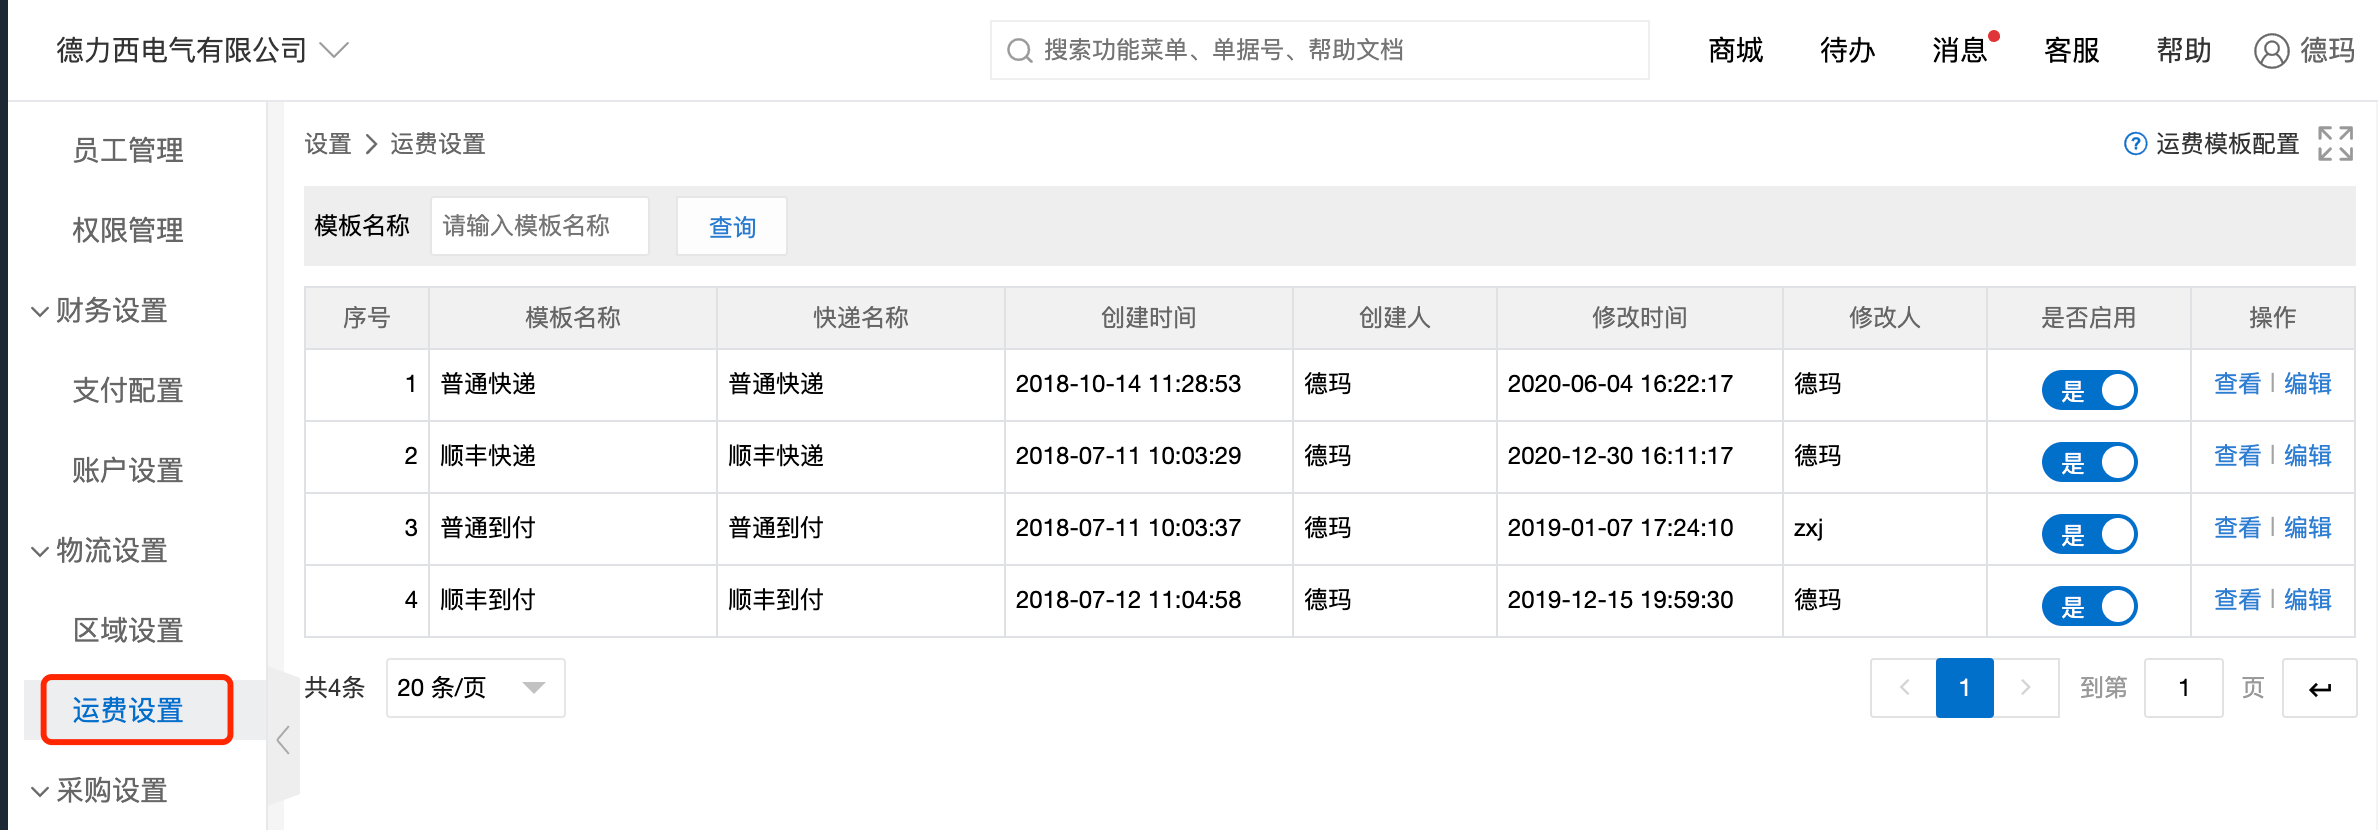 德力西电气有限公司
搜索功能菜单、单据号、帮助文档
商城 待办 消息 客服 帮助 德玛
员工管理
权限管理
财务设置
支付配置
账户设置
物流设置
区域设置
运费设置
采购设置
设置 > 运费设置
? 运费模板配置
模板名称 请输入模板名称 查询
序号 模板名称 快递名称 创建时间 创建人 修改时间 修改人 是否启用 操作
1 普通快递 普通快递 2018-10-14 11:28:53 德玛 2020-06-04 16:22:17 德玛 是 查看 | 编辑
2 顺丰快递 顺丰快递 2018-07-11 10:03:29 德玛 2020-12-30 16:11:17 德玛 是 查看 | 编辑
3 普通到付 普通到付 2018-07-11 10:03:37 德玛 2019-01-07 17:24:10 zxj 是 查看 | 编辑
4 顺丰到付 顺丰到付 2018-07-12 11:04:58 德玛 2019-12-15 19:59:30 德玛 是 查看 | 编辑
共4条 20 条/页 < 1 > 到第 1 页 ↵